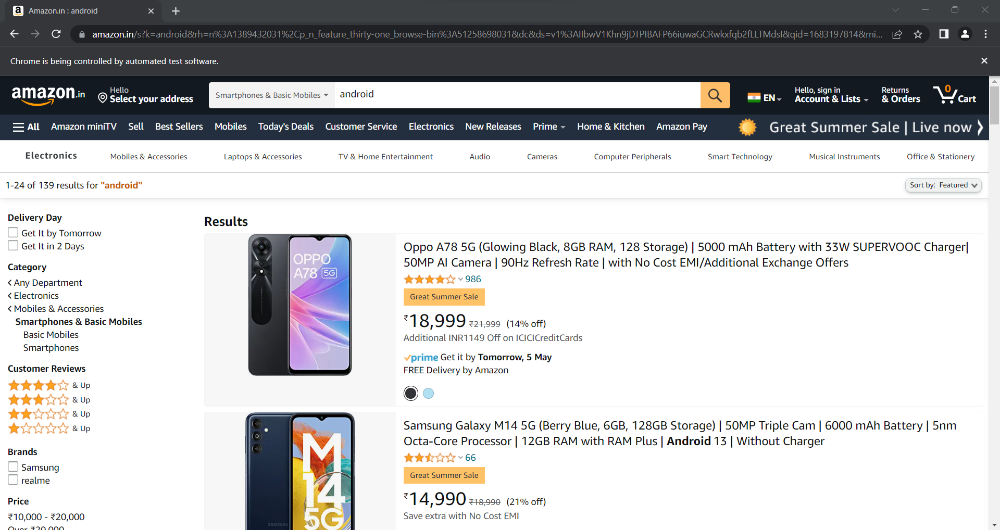 Amazon.in : android
amazon.in/s?k=android&rh=n%3A1389432031%2Cp_n_feature_thirty-one_browse-bin%3A51258698031&dc&ds=v1%3AIIbwV1Khn9jDTPIBAFP66iuwaGCRwkxfqb2fLLTMdsI&qid=1683197814&rni...
Chrome is being controlled by automated test software.
amazon.in
Hello
Select your address
Smartphones & Basic Mobiles
android
EN
Hello, sign in
Account & Lists
Returns
& Orders
0
Cart
All Amazon miniTV Sell Best Sellers Mobiles Today's Deals Customer Service Electronics New Releases Prime Home & Kitchen Amazon Pay Great Summer Sale | Live now
Electronics Mobiles & Accessories Laptops & Accessories TV & Home Entertainment Audio Cameras Computer Peripherals Smart Technology Musical Instruments Office & Stationery
1-24 of 139 results for "android"
Sort by: Featured
Delivery Day
Get It by Tomorrow
Get It in 2 Days
Category
Any Department
Electronics
Mobiles & Accessories
Smartphones & Basic Mobiles
Basic Mobiles
Smartphones
Customer Reviews
& Up
& Up
& Up
& Up
Brands
Samsung
realme
Price
₹10,000 - ₹20,000
Over ₹20,000
Results
OPPO
A78 5G
Oppo A78 5G (Glowing Black, 8GB RAM, 128 Storage) | 5000 mAh Battery with 33W SUPERVOOC Charger|
50MP AI Camera | 90Hz Refresh Rate | with No Cost EMI/Additional Exchange Offers
986
Great Summer Sale
₹18,999 ₹21,999 (14% off)
Additional INR1149 Off on ICICICreditCards
prime Get it by Tomorrow, 5 May
FREE Delivery by Amazon
M
14
5G
SAMSUNG
Samsung Galaxy M14 5G (Berry Blue, 6GB, 128GB Storage) | 50MP Triple Cam | 6000 mAh Battery | 5nm
Octa-Core Processor | 12GB RAM with RAM Plus | Android 13 | Without Charger
66
Great Summer Sale
₹14,990 ₹18,990 (21% off)
Save extra with No Cost EMI